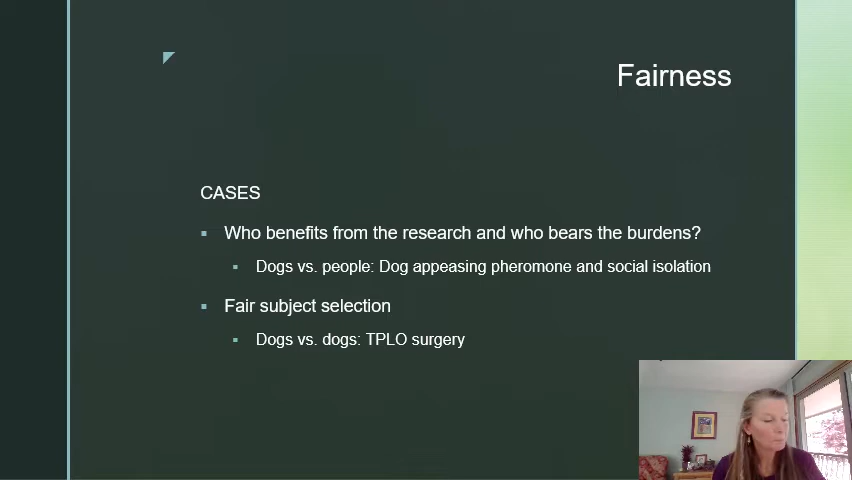 Fairness
CASES
Who benefits from the research and who bears the burdens?
Dogs vs. people: Dog appeasing pheromone and social isolation
Fair subject selection
Dogs vs. dogs: TPLO surgery